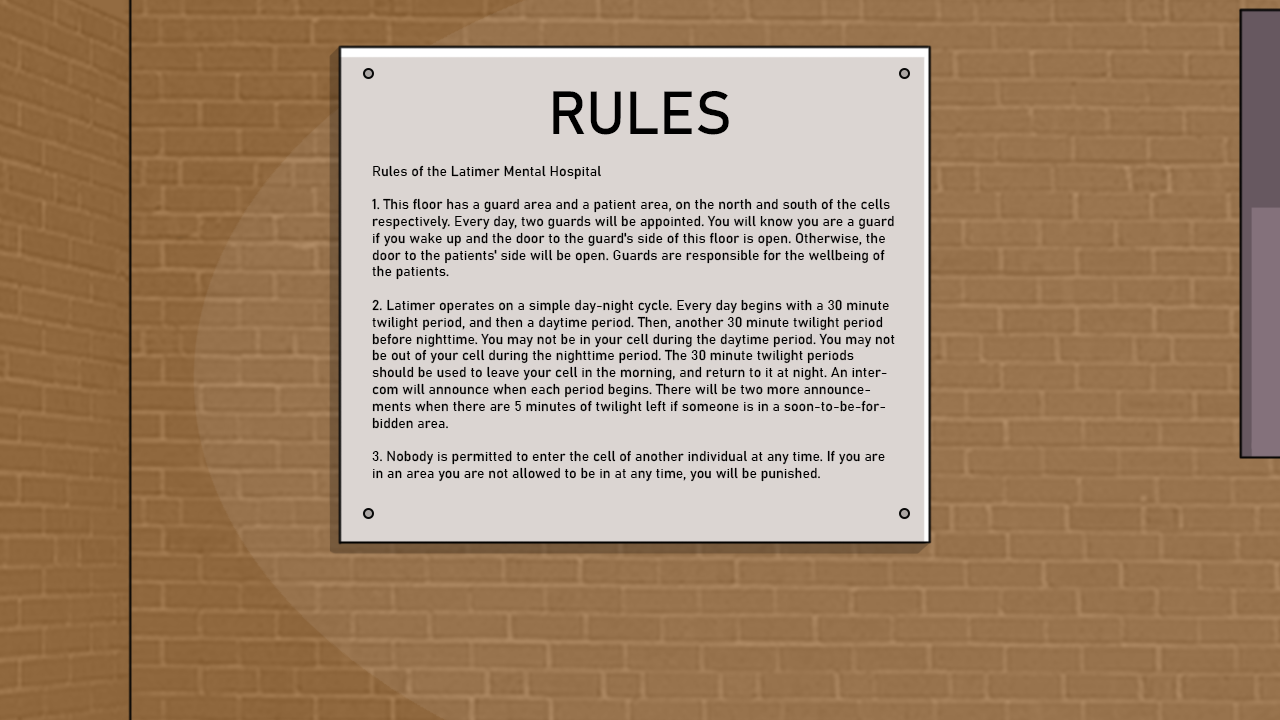 RULES
Rules of the Latimer Mental Hospital
1. This floor has a guard area and a patient area, on the north and south of the cells
respectively. Every day, two guards will be appointed. You will know you are a guard
if you wake up and the door to the guard's side of this floor is open. Otherwise, the
door to the patients' side will be open. Guards are responsible for the wellbeing of
the patients.
2. Latimer operates on a simple day-night cycle. Every day begins with a 30 minute
twilight period, and then a daytime period. Then, another 30 minute twilight period
before nighttime. You may not be in your cell during the daytime period. You may not
be out of your cell during the nighttime period. The 30 minute twilight periods
should be used to leave your cell in the morning, and return to it at night. An inter-
com will announce when each period begins. There will be two more announce-
ments when there are 5 minutes of twilight left if someone is in a soon-to-be-for-
bidden area.
3. Nobody is permitted to enter the cell of another individual at any time. If you are
in an area you are not allowed to be in at any time, you will be punished.